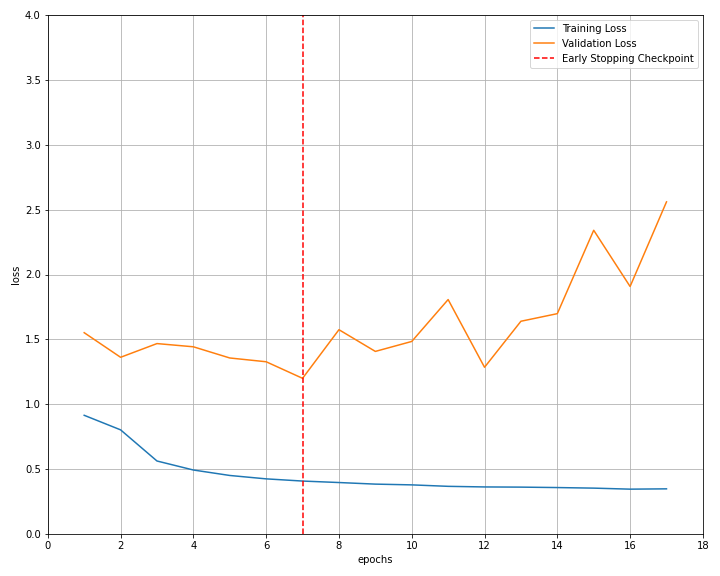 4.0
3.5
3.0
2.5
2.0
1.5
1.0
0.5
0.0
loss
Training Loss
Validation Loss
Early Stopping Checkpoint
0 2 4 6 8 10 12 14 16 18
epochs